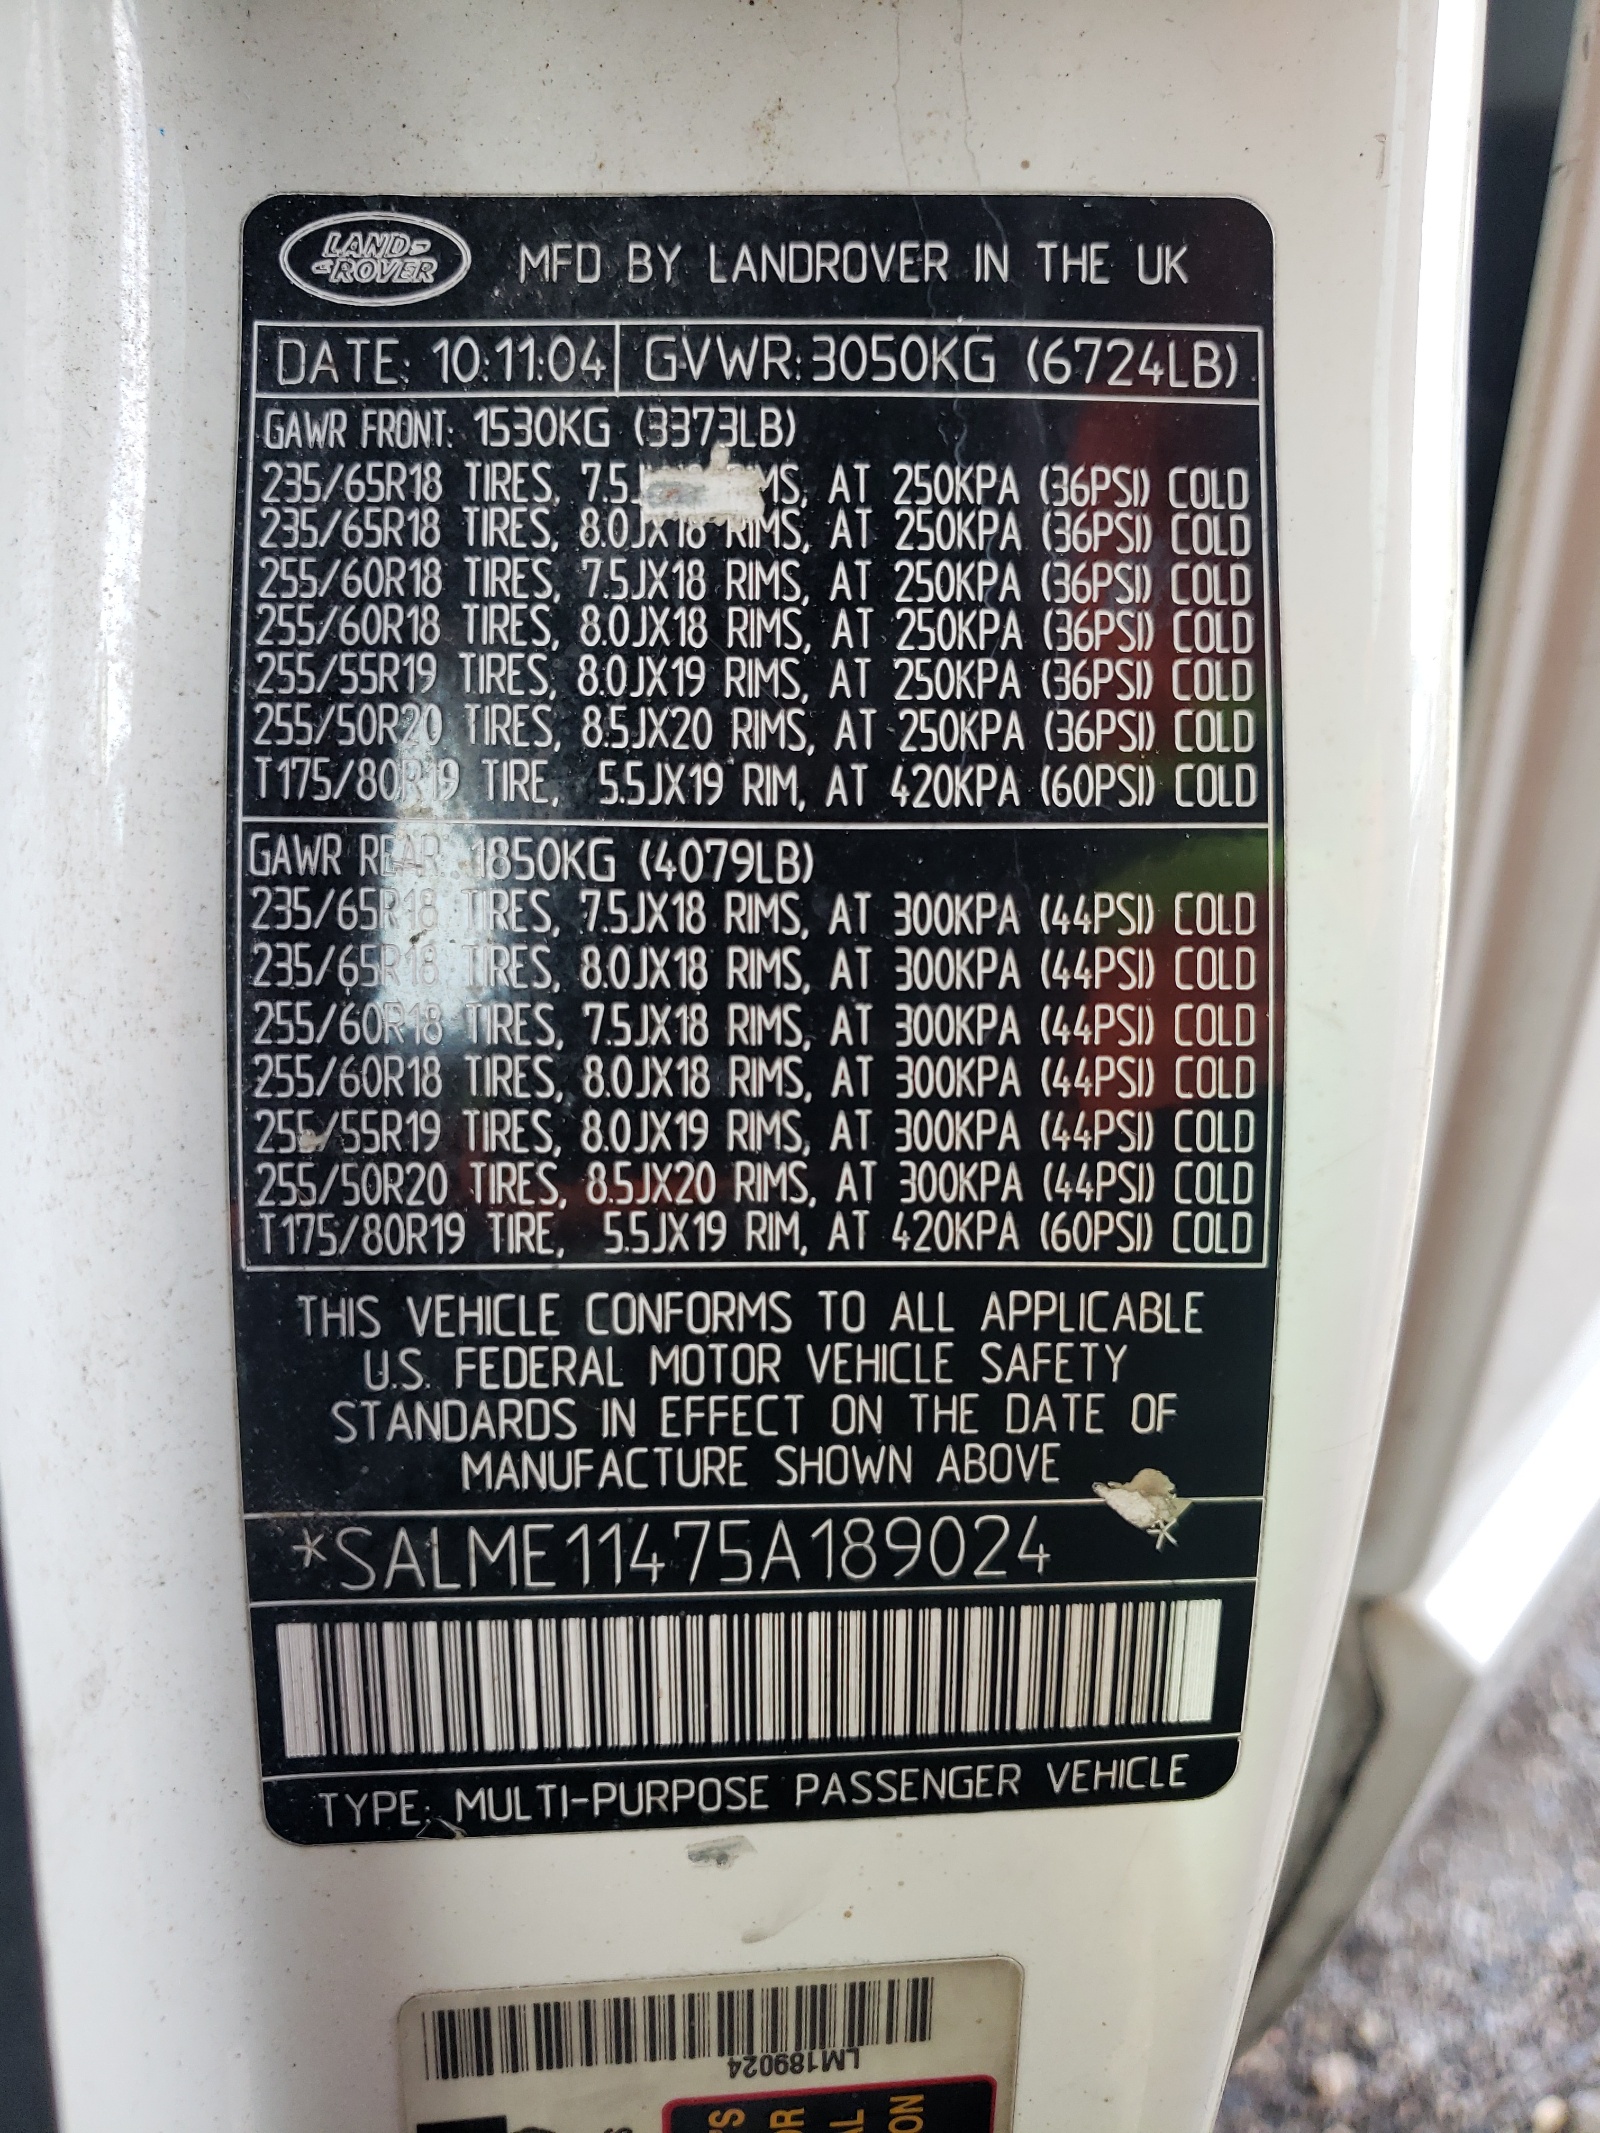 LAND-
-ROVER
MFD BY LANDROVER IN THE UK
DATE: 10:11:04 GVWR: 3050KG (6724LB)
GAWR FRONT: 1530KG (3373LB)
235/65R18 TIRES, AT 250KPA (36PSI) COLD
235/65R18 TIRES, 8.0JX18 RIMS, AT 250KPA (36PSI) COLD
255/60R18 TIRES, 7.5JX18 RIMS, AT 250KPA (36PSI) COLD
255/60R18 TIRES, 8.0JX18 RIMS, AT 250KPA (36PSI) COLD
255/55R19 TIRES, 8.0JX19 RIMS, AT 250KPA (36PSI) COLD
255/50R20 TIRES, 8.5JX20 RIMS, AT 250KPA (36PSI) COLD
T175/80R19 TIRE, 5.5JX19 RIM, AT 420KPA (60PSI) COLD
GAWR REAR: 1850KG (4079LB)
235/65R18 TIRES, 7.5JX18 RIMS, AT 300KPA (44PSI) COLD
235/65R18 TIRES, 8.0JX18 RIMS, AT 300KPA (44PSI) COLD
255/60R18 TIRES, 7.5JX18 RIMS, AT 300KPA (44PSI) COLD
255/60R18 TIRES, 8.0JX18 RIMS, AT 300KPA (44PSI) COLD
255/55R19 TIRES, 8.0JX19 RIMS, AT 300KPA (44PSI) COLD
255/50R20 TIRES, 8.5JX20 RIMS, AT 300KPA (44PSI) COLD
T175/80R19 TIRE, 5.5JX19 RIM, AT 420KPA (60PSI) COLD
THIS VEHICLE CONFORMS TO ALL APPLICABLE
U.S. FEDERAL MOTOR VEHICLE SAFETY
STANDARDS IN EFFECT ON THE DATE OF
MANUFACTURE SHOWN ABOVE
*SALME11475A189024 *
TYPE: MULTI-PURPOSE PASSENGER VEHICLE
LM189024